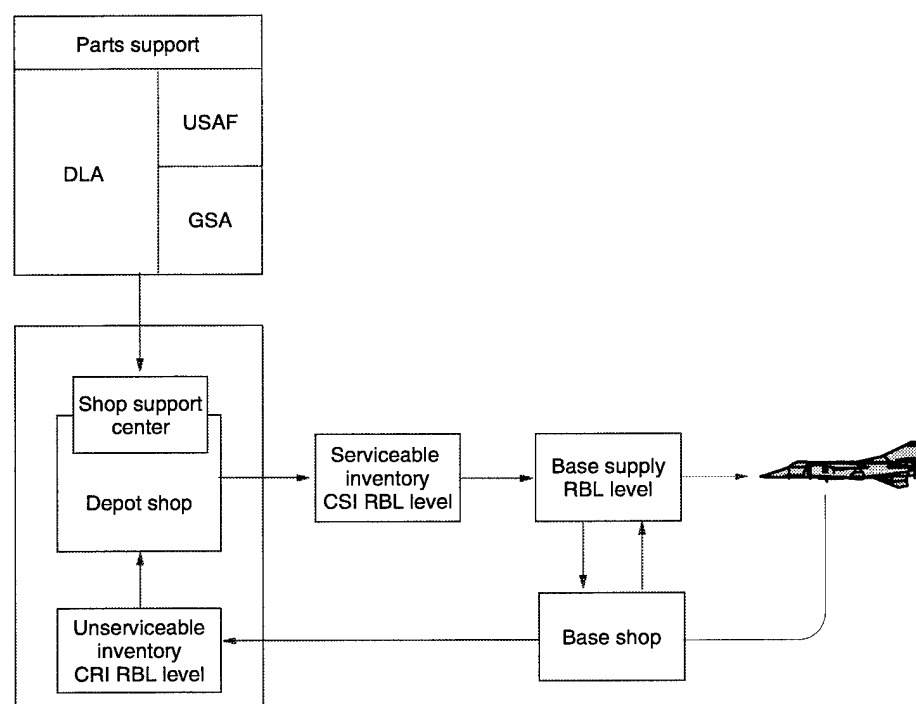 Parts support
DLA
USAF
GSA
Shop support
center
Depot shop
Serviceable
inventory
CSI RBL level
Base supply
RBL level
Unserviceable
inventory
CRI RBL level
Base shop